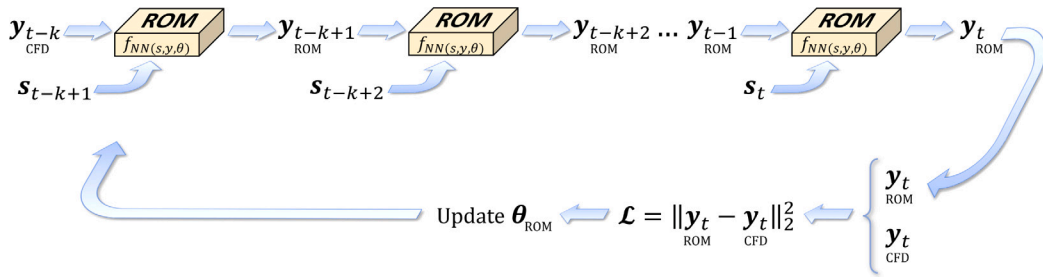 ROM ROM ROM
𝒚_{t−k} 𝒚_{t−k+1} 𝒚_{t−k+2} ... 𝒚_{t−1} 𝒚_t
CFD f_{NN(s,y,θ)} ROM f_{NN(s,y,θ)} ROM ROM f_{NN(s,y,θ)} ROM
𝒔_{t−k+1} 𝒔_{t−k+2} 𝒔_t
𝒚_t
ROM
Update 𝜽_{ROM} 𝓛 = ‖𝒚_t − 𝒚_t‖₂²
ROM CFD
𝒚_t
CFD